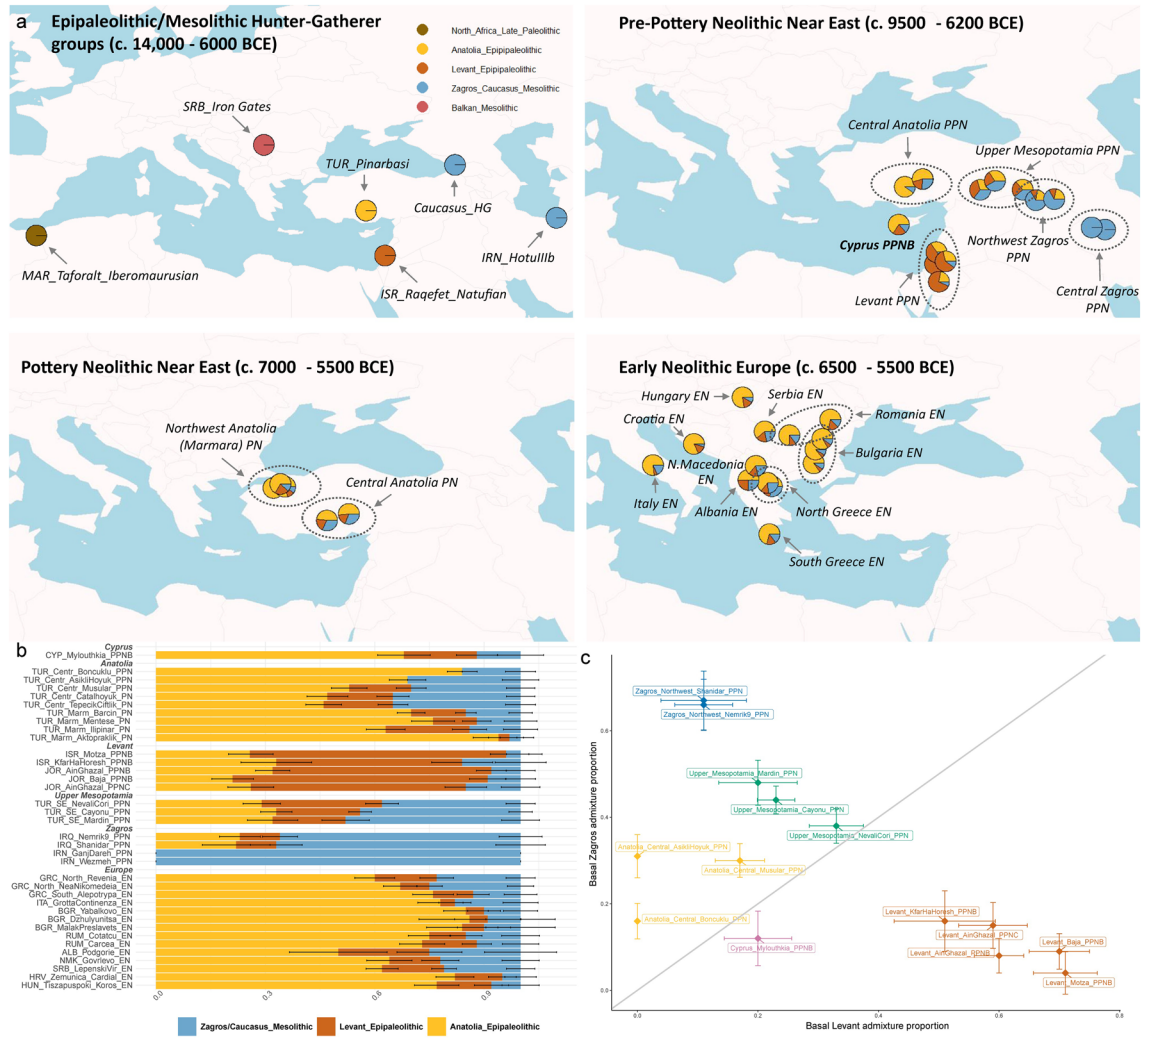 a
Epipaleolithic/Mesolithic Hunter-Gatherer
groups (c. 14,000 - 6000 BCE)
North_Africa_Late_Paleolithic
Anatolia_Epipaleolithic
Levant_Epipaleolithic
Zagros_Caucasus_Mesolithic
Balkan_Mesolithic
SRB_Iron Gates
TUR_Pinarbasi
Caucasus_HG
IRN_HotuIIIb
MAR_Taforalt_Iberomaurusian
ISR_Raqefet_Natufian
Pre-Pottery Neolithic Near East (c. 9500 - 6200 BCE)
Central Anatolia PPN
Upper Mesopotamia PPN
Cyprus PPNB
Northwest Zagros
PPN
Levant PPN
Central Zagros
PPN
Pottery Neolithic Near East (c. 7000 - 5500 BCE)
Northwest Anatolia
(Marmara) PN
Central Anatolia PN
Early Neolithic Europe (c. 6500 - 5500 BCE)
Hungary EN
Serbia EN
Croatia EN
Romania EN
Bulgaria EN
N.Macedonia
EN
Italy EN
Albania EN
North Greece EN
South Greece EN
b
Cyprus
CYP_Mylouthkia_PPNB
Anatolia
TUR_Centr_Boncuklu_PPN
TUR_Centr_AsikliHoyuk_PPN
TUR_Centr_Musular_PPN
TUR_Centr_Catalhoyuk_PN
TUR_Centr_TepecikCiftlik_PN
TUR_Marm_Barcin_PN
TUR_Marm_Mentese_PN
TUR_Marm_Ilipinar_PN
TUR_Marm_Aktopraklik_PN
Levant
ISR_Motza_PPNB
ISR_KfarHaHoresh_PPNB
JOR_AinGhazal_PPNB
JOR_Baja_PPNB
JOR_AinGhazal_PPNC
Upper Mesopotamia
TUR_SE_NevaliCori_PPN
TUR_SE_Cayonu_PPN
TUR_SE_Mardin_PPN
Zagros
IRQ_Nemrik9_PPN
IRQ_Shanidar_PPN
IRN_GanjDareh_PPN
IRN_Wezmeh_PPN
Europe
GRC_North_Revenia_EN
GRC_North_NeaNikomedeia_EN
GRC_South_Alepotrypa_EN
ITA_GrottaContinenza_EN
BGR_Yabalkovo_EN
BGR_Dzhulyunitsa_EN
BGR_MalakPreslavets_EN
RUM_Cotatcu_EN
RUM_Carcea_EN
ALB_Podgorie_EN
NMK_Govrlevo_EN
SRB_LepenskiVir_EN
HRV_Zemunica_Cardial_EN
HUN_Tiszapuspoki_Koros_EN
0.0
0.3
0.6
0.9
Zagros/Caucasus_Mesolithic
Levant_Epipaleolithic
Anatolia_Epipaleolithic
c
Basal Zagros admixture proportion
0.6
0.4
0.2
0.0
Zagros_Northwest_Shanidar_PPN
Zagros_Northwest_Nemrik9_PPN
Upper_Mesopotamia_Mardin_PPN
Upper_Mesopotamia_Cayonu_PPN
Upper_Mesopotamia_NevaliCori_PPN
Anatolia_Central_AsikliHoyuk_PPN
Anatolia_Central_Musular_PPN
Anatolia_Central_Boncuklu_PPN
Cyprus_Mylouthkia_PPNB
Levant_KfarHaHoresh_PPNB
Levant_AinGhazal_PPNC
Levant_AinGhazal_PPNB
Levant_Baja_PPNB
Levant_Motza_PPNB
0.0
0.2
0.4
0.6
0.8
Basal Levant admixture proportion